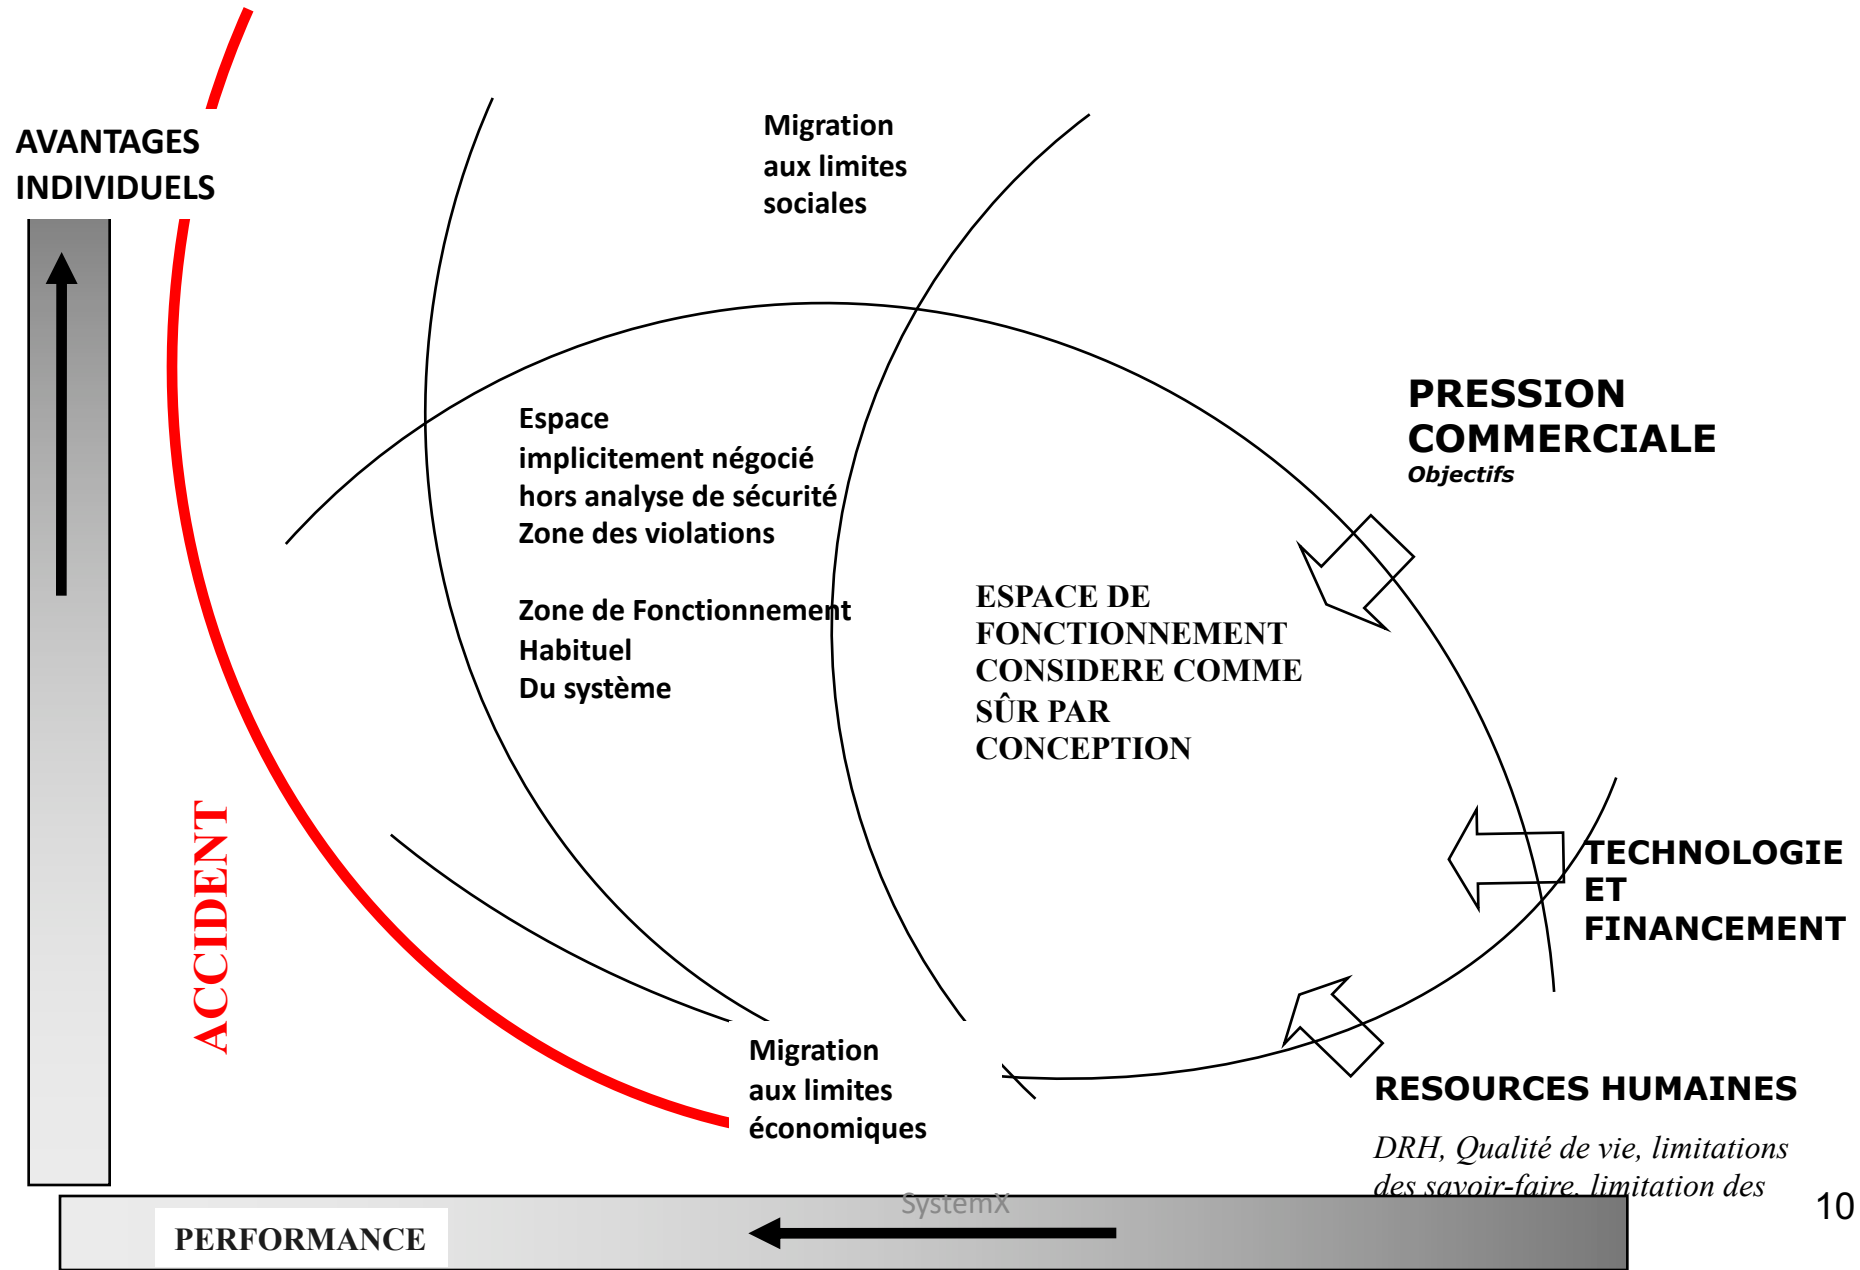 AVANTAGES
INDIVIDUELS
Migration
aux limites
sociales
Espace
implicitement négocié
hors analyse de sécurité
Zone des violations
Zone de Fonctionnement
Habituel
Du système
ESPACE DE
FONCTIONNEMENT
CONSIDERE COMME
SÛR PAR
CONCEPTION
PRESSION
COMMERCIALE
Objectifs
TECHNOLOGIE
ET
FINANCEMENT
ACCIDENT
Migration
aux limites
économiques
RESOURCES HUMAINES
DRH, Qualité de vie, limitations
des savoir-faire, limitation des
SystemX
10
PERFORMANCE